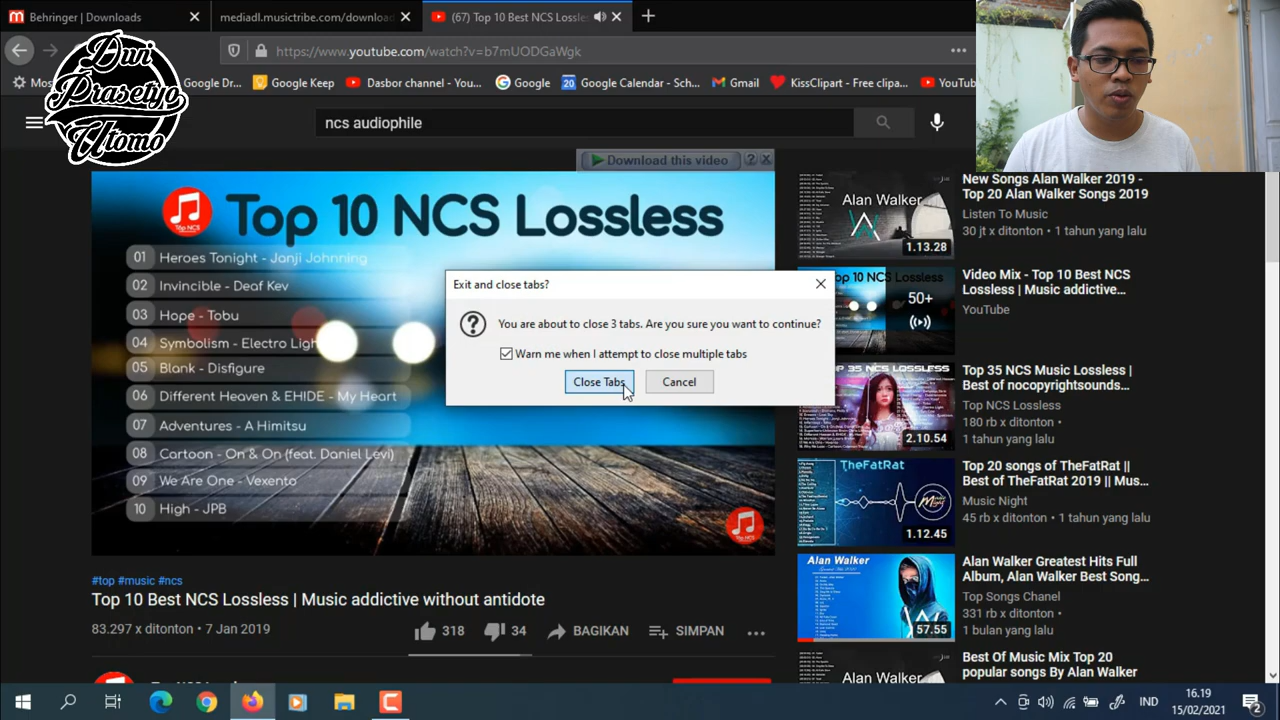 Behringer | Downloads
mediadl.musictribe.com/download
(67) Top 10 Best NCS Lossles
https://www.youtube.com/watch?v=b7mUODGaWgk
Mos
Google Dr...
Google Keep
Dasbor
You...
Google
Google Calendar - Sch...
Gmail
KissClipart - Free clipa...
YouTub
Dwi
Prasetyo
Utomo
ncs audiophile
Download this video
?
Top 10 NCS Lossless
01 Heroes Tonight - Janji Johnning
02 Invincible - Deaf Kev
03 Hope - Tobu
04 Symbolism - Electro Light
05 Blank - Disfigure
06 & EHIDE - My Heart
07 Adventures - A Himitsu
08 Cartoon - On & On (feat. Daniel Levi)
09 We Are One - Vexento
10 High - JPB
Top NCS
Exit and close tabs?
You are about to close 3 tabs. Are you sure you want to continue?
Warn me when I attempt to close multiple tabs
Close Tabs
Cancel
#top #music #ncs
Top 10 Best NCS Lossless | Music addictive without antidote
318
34
BAGIKAN
SIMPAN
Alan Walker
1.13.28
New Songs Alan Walker 2019 -
Top 20 Alan Walker Songs 2019
Listen To Music
30 jt x ditonton • 1 tahun yang lalu
op 10 NCS Lossless
50+
Video Mix - Top 10 Best NCS
Lossless | Music addictive...
YouTube
2.10.54
Top 35 NCS Music Lossless |
Best of nocopyrightsound...
Top NCS Lossless
180 rb x ditonton •
1 tahun yang lalu
TheFatRat
1.12.45
Top 20 songs of TheFatRat ||
Best of TheFatRat 2019 || Mus...
Music Night
45 rb x ditonton • 1 tahun yang lalu
Alan Walker
57.55
Alan Walker Greatest Hits Full
Album, Alan Walker Best Song...
Top Songs Chanel
331 rb x ditonton •
1 bulan yang lalu
Alan Walker
Best Of Music Mix Top 20
popular songs By Alan Walker
IND
16.19
15/02/2021
2